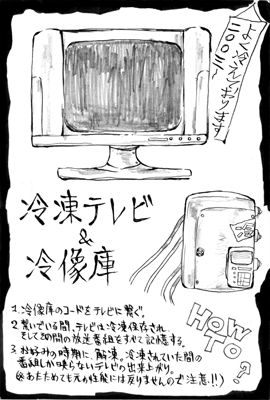 よく冷えております
二〇〇三〜
冷凍テレビ
&
冷像庫
HOW TO?
1.冷像庫のコードをテレビに繋ぐ。
2.繋いでいる間、テレビは冷凍保存され、
そしてその間の放送番組をすべて記憶する。
3.お好みの時期に、解凍。冷凍されていた間の
番組しか映らないテレビの出来上がり。
(※あたためても元の性能には戻りませんので注意!!)